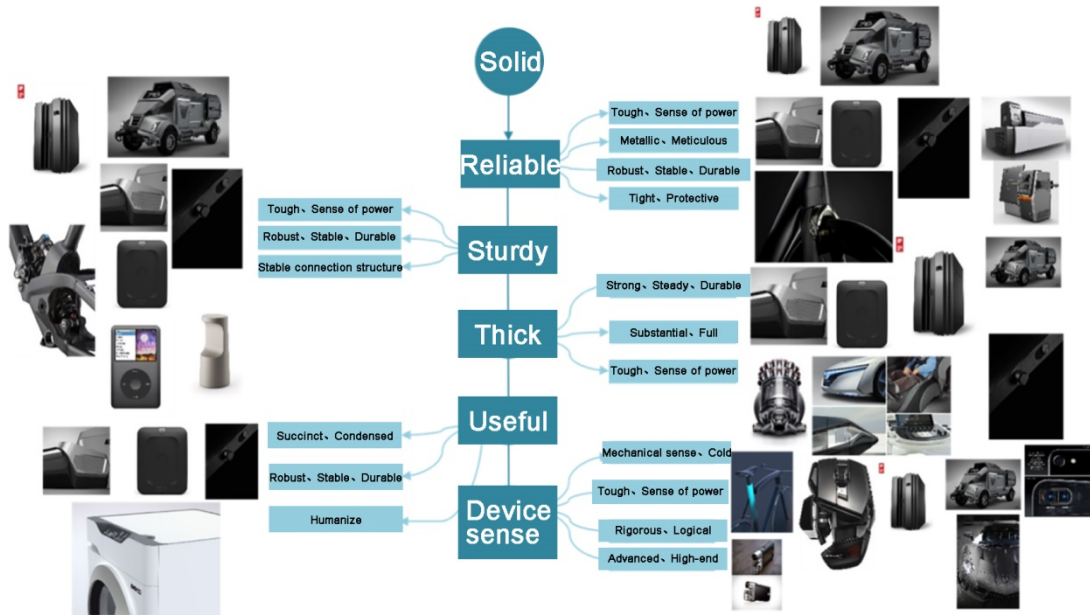 Solid
Reliable
Tough、Sense of power
Metallic、Meticulous
Robust、Stable、Durable
Tight、Protective
Sturdy
Tough、Sense of power
Robust、Stable、Durable
Stable connection structure
Thick
Strong、Steady、Durable
Substantial、Full
Tough、Sense of power
Useful
Succinct、Condensed
Robust、Stable、Durable
Humanize
Device
sense
Mechanical sense、Cold
Tough、Sense of power
Rigorous、Logical
Advanced、High-end